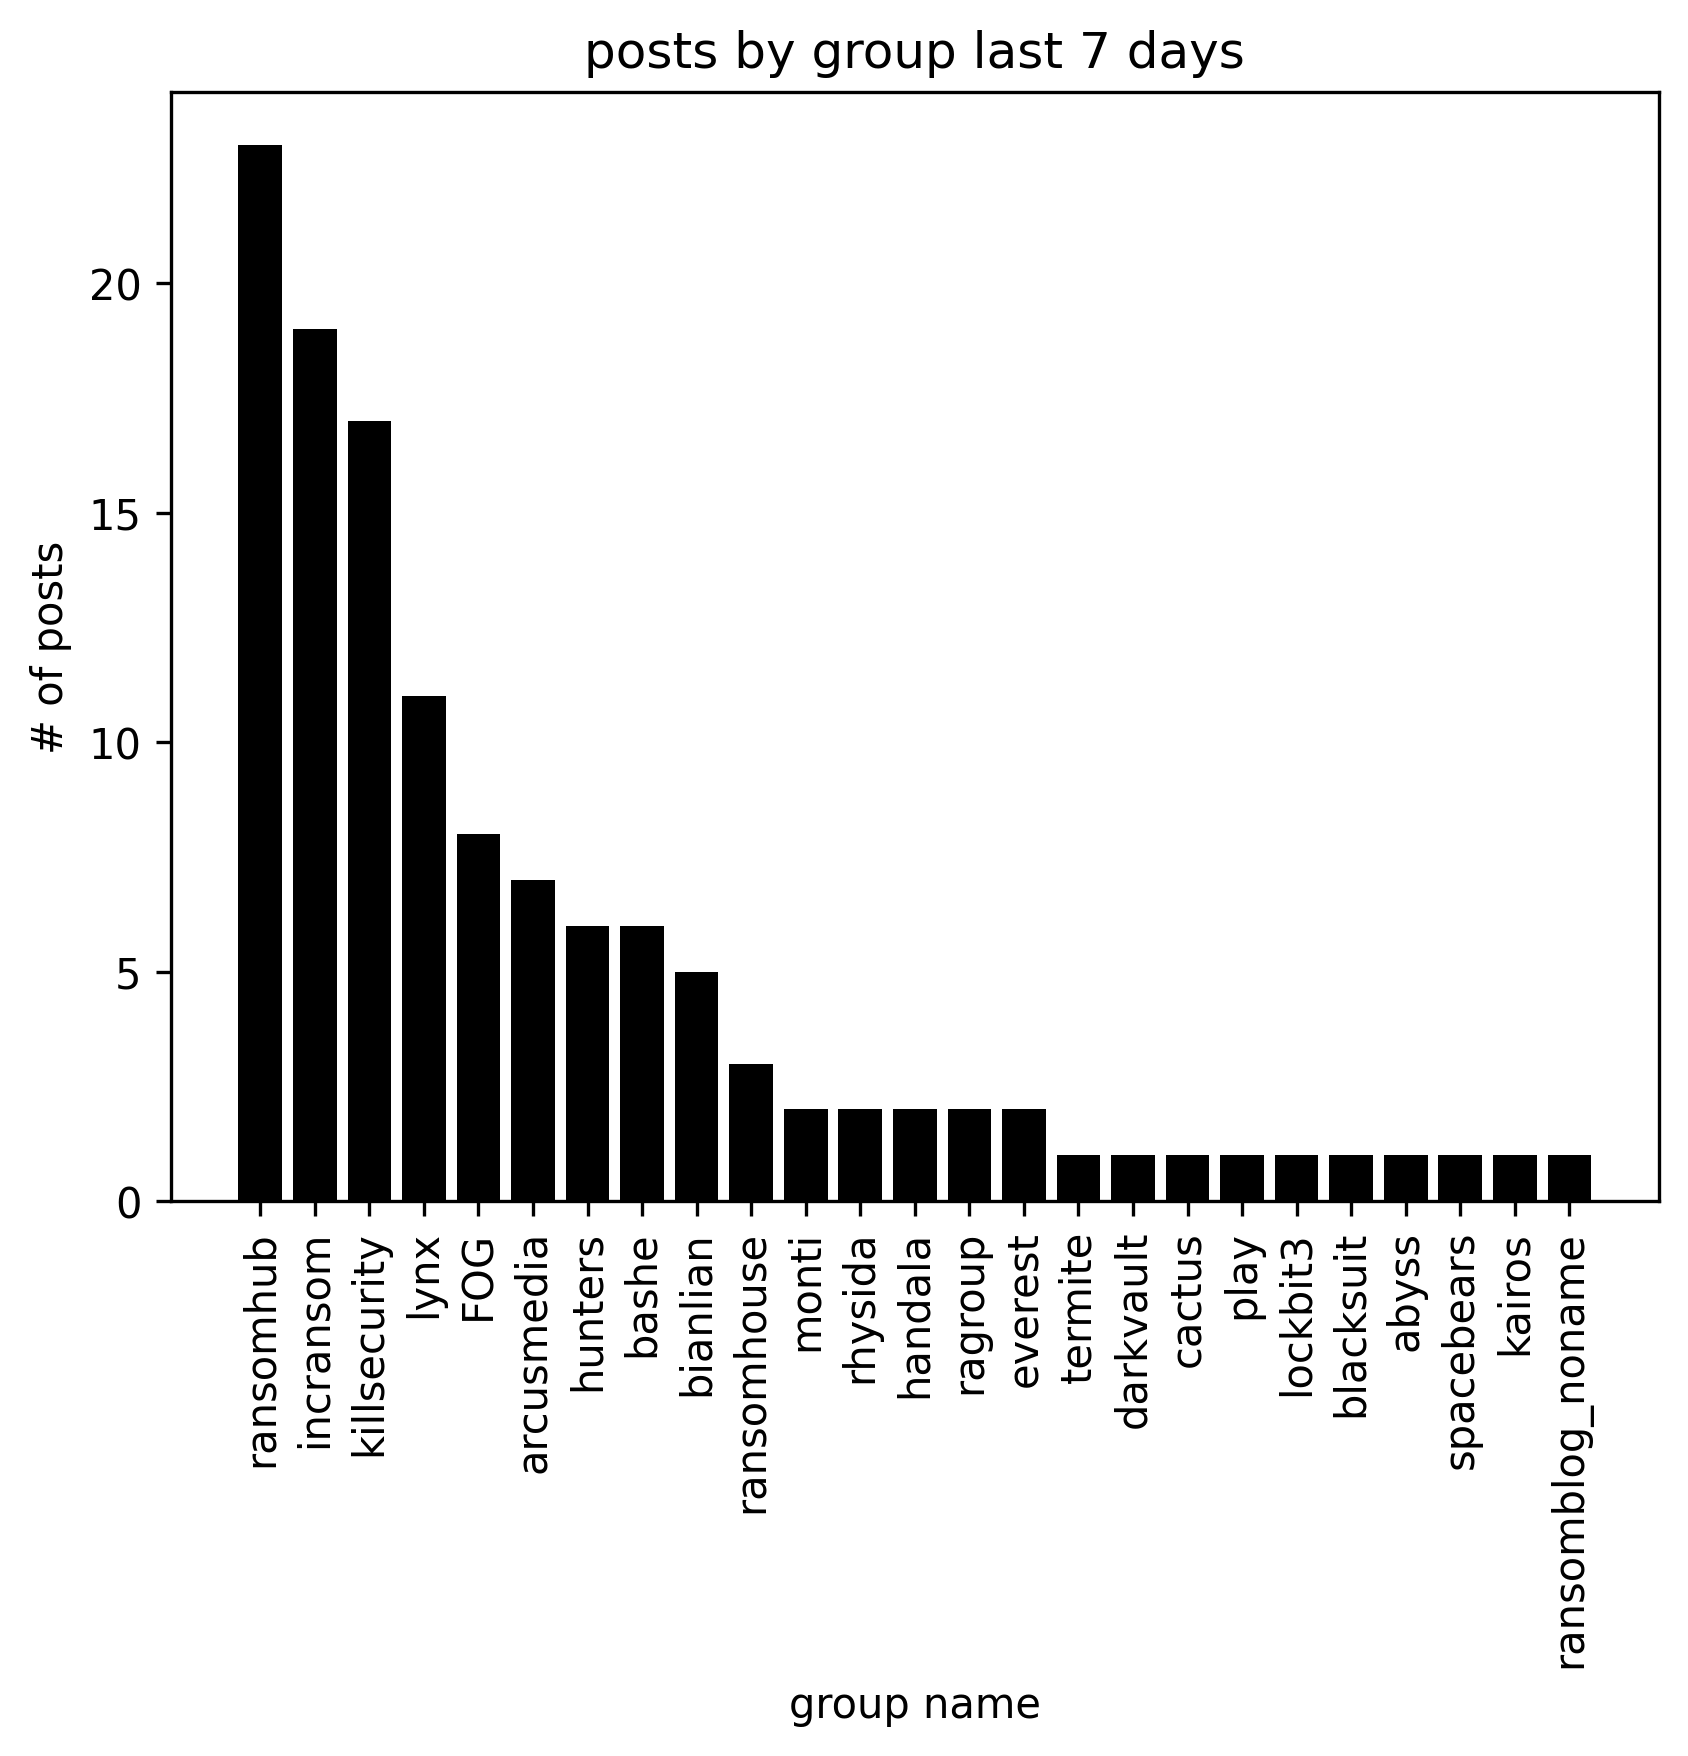 posts by group last 7 days
# of posts
20
15
10
5
0
ransomhub
incransom
killsecurity
lynx
FOG
arcusmedia
hunters
bashe
bianlian
ransomhouse
monti
rhysida
handala
ragroup
everest
termite
darkvault
cactus
play
lockbit3
blacksuit
abyss
spacebears
kairos
ransomblog_noname
group name